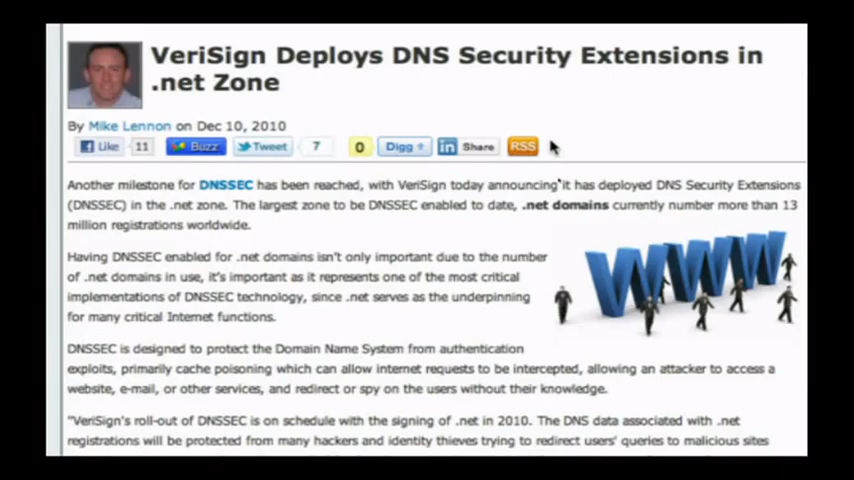 VeriSign Deploys DNS Security Extensions in
.net Zone
By Mike Lennon on Dec 10, 2010
Like 11 Buzz Tweet 7 0 Digg Share RSS
Another milestone for DNSSEC has been reached, with VeriSign today announcing it has deployed DNS Security Extensions
(DNSSEC) in the .net zone. The largest zone to be DNSSEC enabled to date, .net domains currently number more than 13
million registrations worldwide.
Having DNSSEC enabled for .net domains isn't only important due to the number
of .net domains in use, it's important as it represents one of the most critical
implementations of DNSSEC technology, since .net serves as the underpinning
for many critical Internet functions.
WWW
DNSSEC is designed to protect the Domain Name System from authentication
exploits, primarily cache poisoning which can allow internet requests to be intercepted, allowing an attacker to access a
website, e-mail, or other services, and redirect or spy on the users without their knowledge.
"VeriSign's roll-out of DNSSEC is on schedule with the signing of .net in 2010. The DNS data associated with .net
registrations will be protected from many hackers and identity thieves trying to redirect users' queries to malicious sites